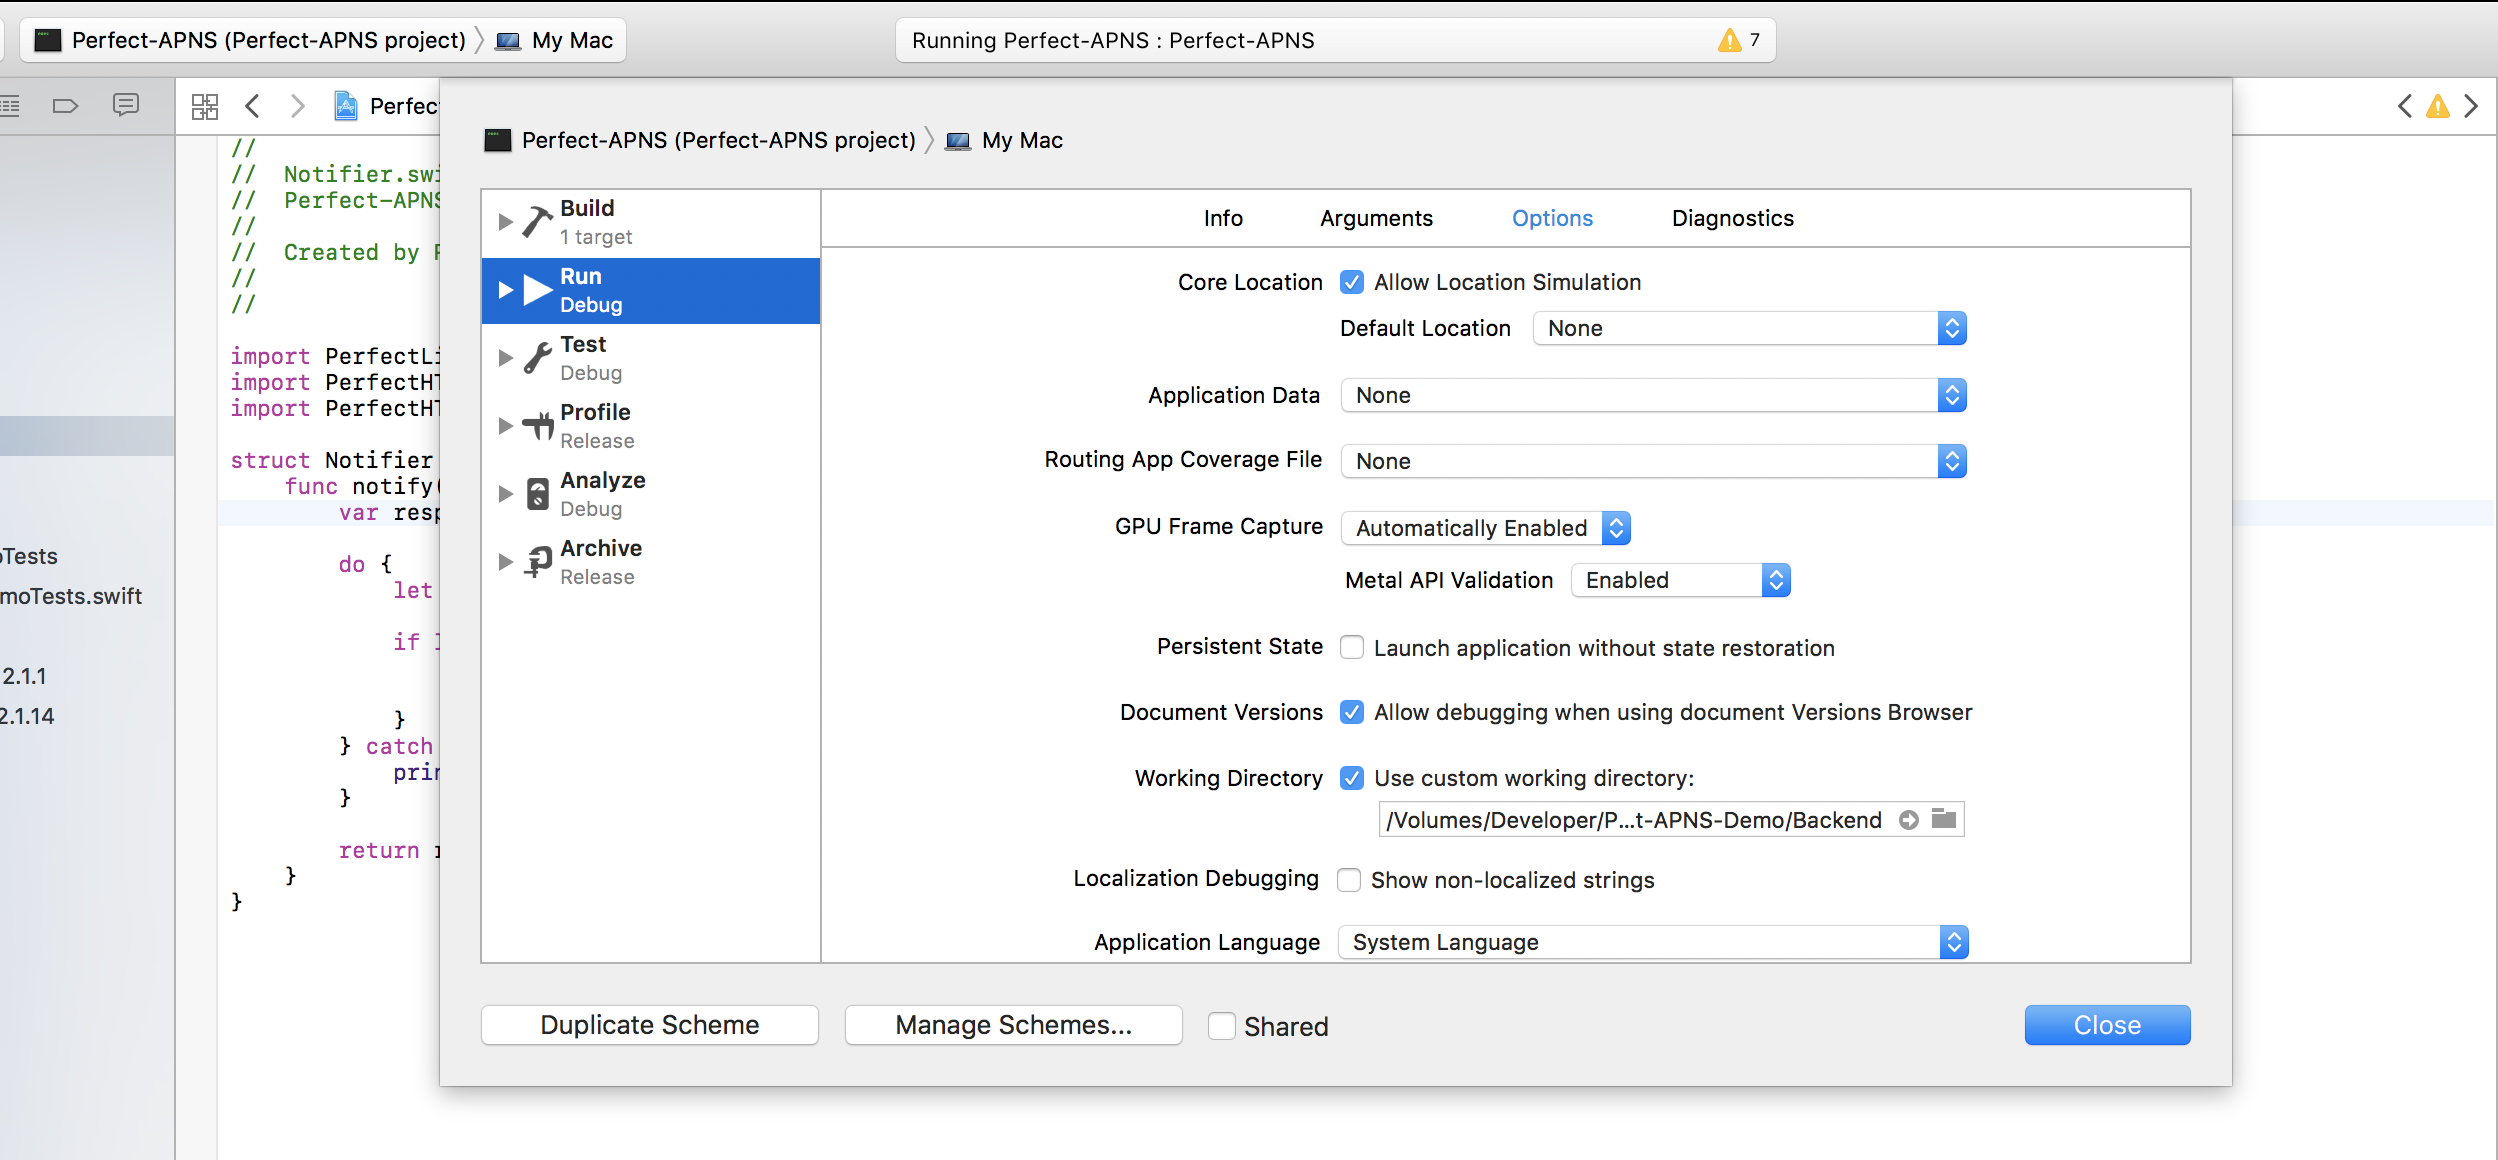 Perfect-APNS (Perfect-APNS project) My Mac
Running Perfect-APNS : Perfect-APNS 7
//
// Notifier.sw
// Perfect-APNS
//
// Created by
//
//
import PerfectLi
import PerfectHT
import PerfectHT
struct Notifier
func notify(
var resp
do {
let
if
}
} catch
prin
}
return
}
}
Tests
moTests.swift
2.1.1
2.1.14
Perfec
Perfect-APNS (Perfect-APNS project) My Mac
Build
1 target
Run
Debug
Test
Debug
Profile
Release
Analyze
Debug
Archive
Release
Info Arguments Options Diagnostics
Core Location Allow Location Simulation
Default Location None
Application Data None
Routing App Coverage File None
GPU Frame Capture Automatically Enabled
Metal API Validation Enabled
Persistent State Launch application without state restoration
Document Versions Allow debugging when using document Versions Browser
Working Directory Use custom working directory:
/Volumes/Developer/P...t-APNS-Demo/Backend
Localization Debugging Show non-localized strings
Application Language System Language
Duplicate Scheme Manage Schemes... Shared Close